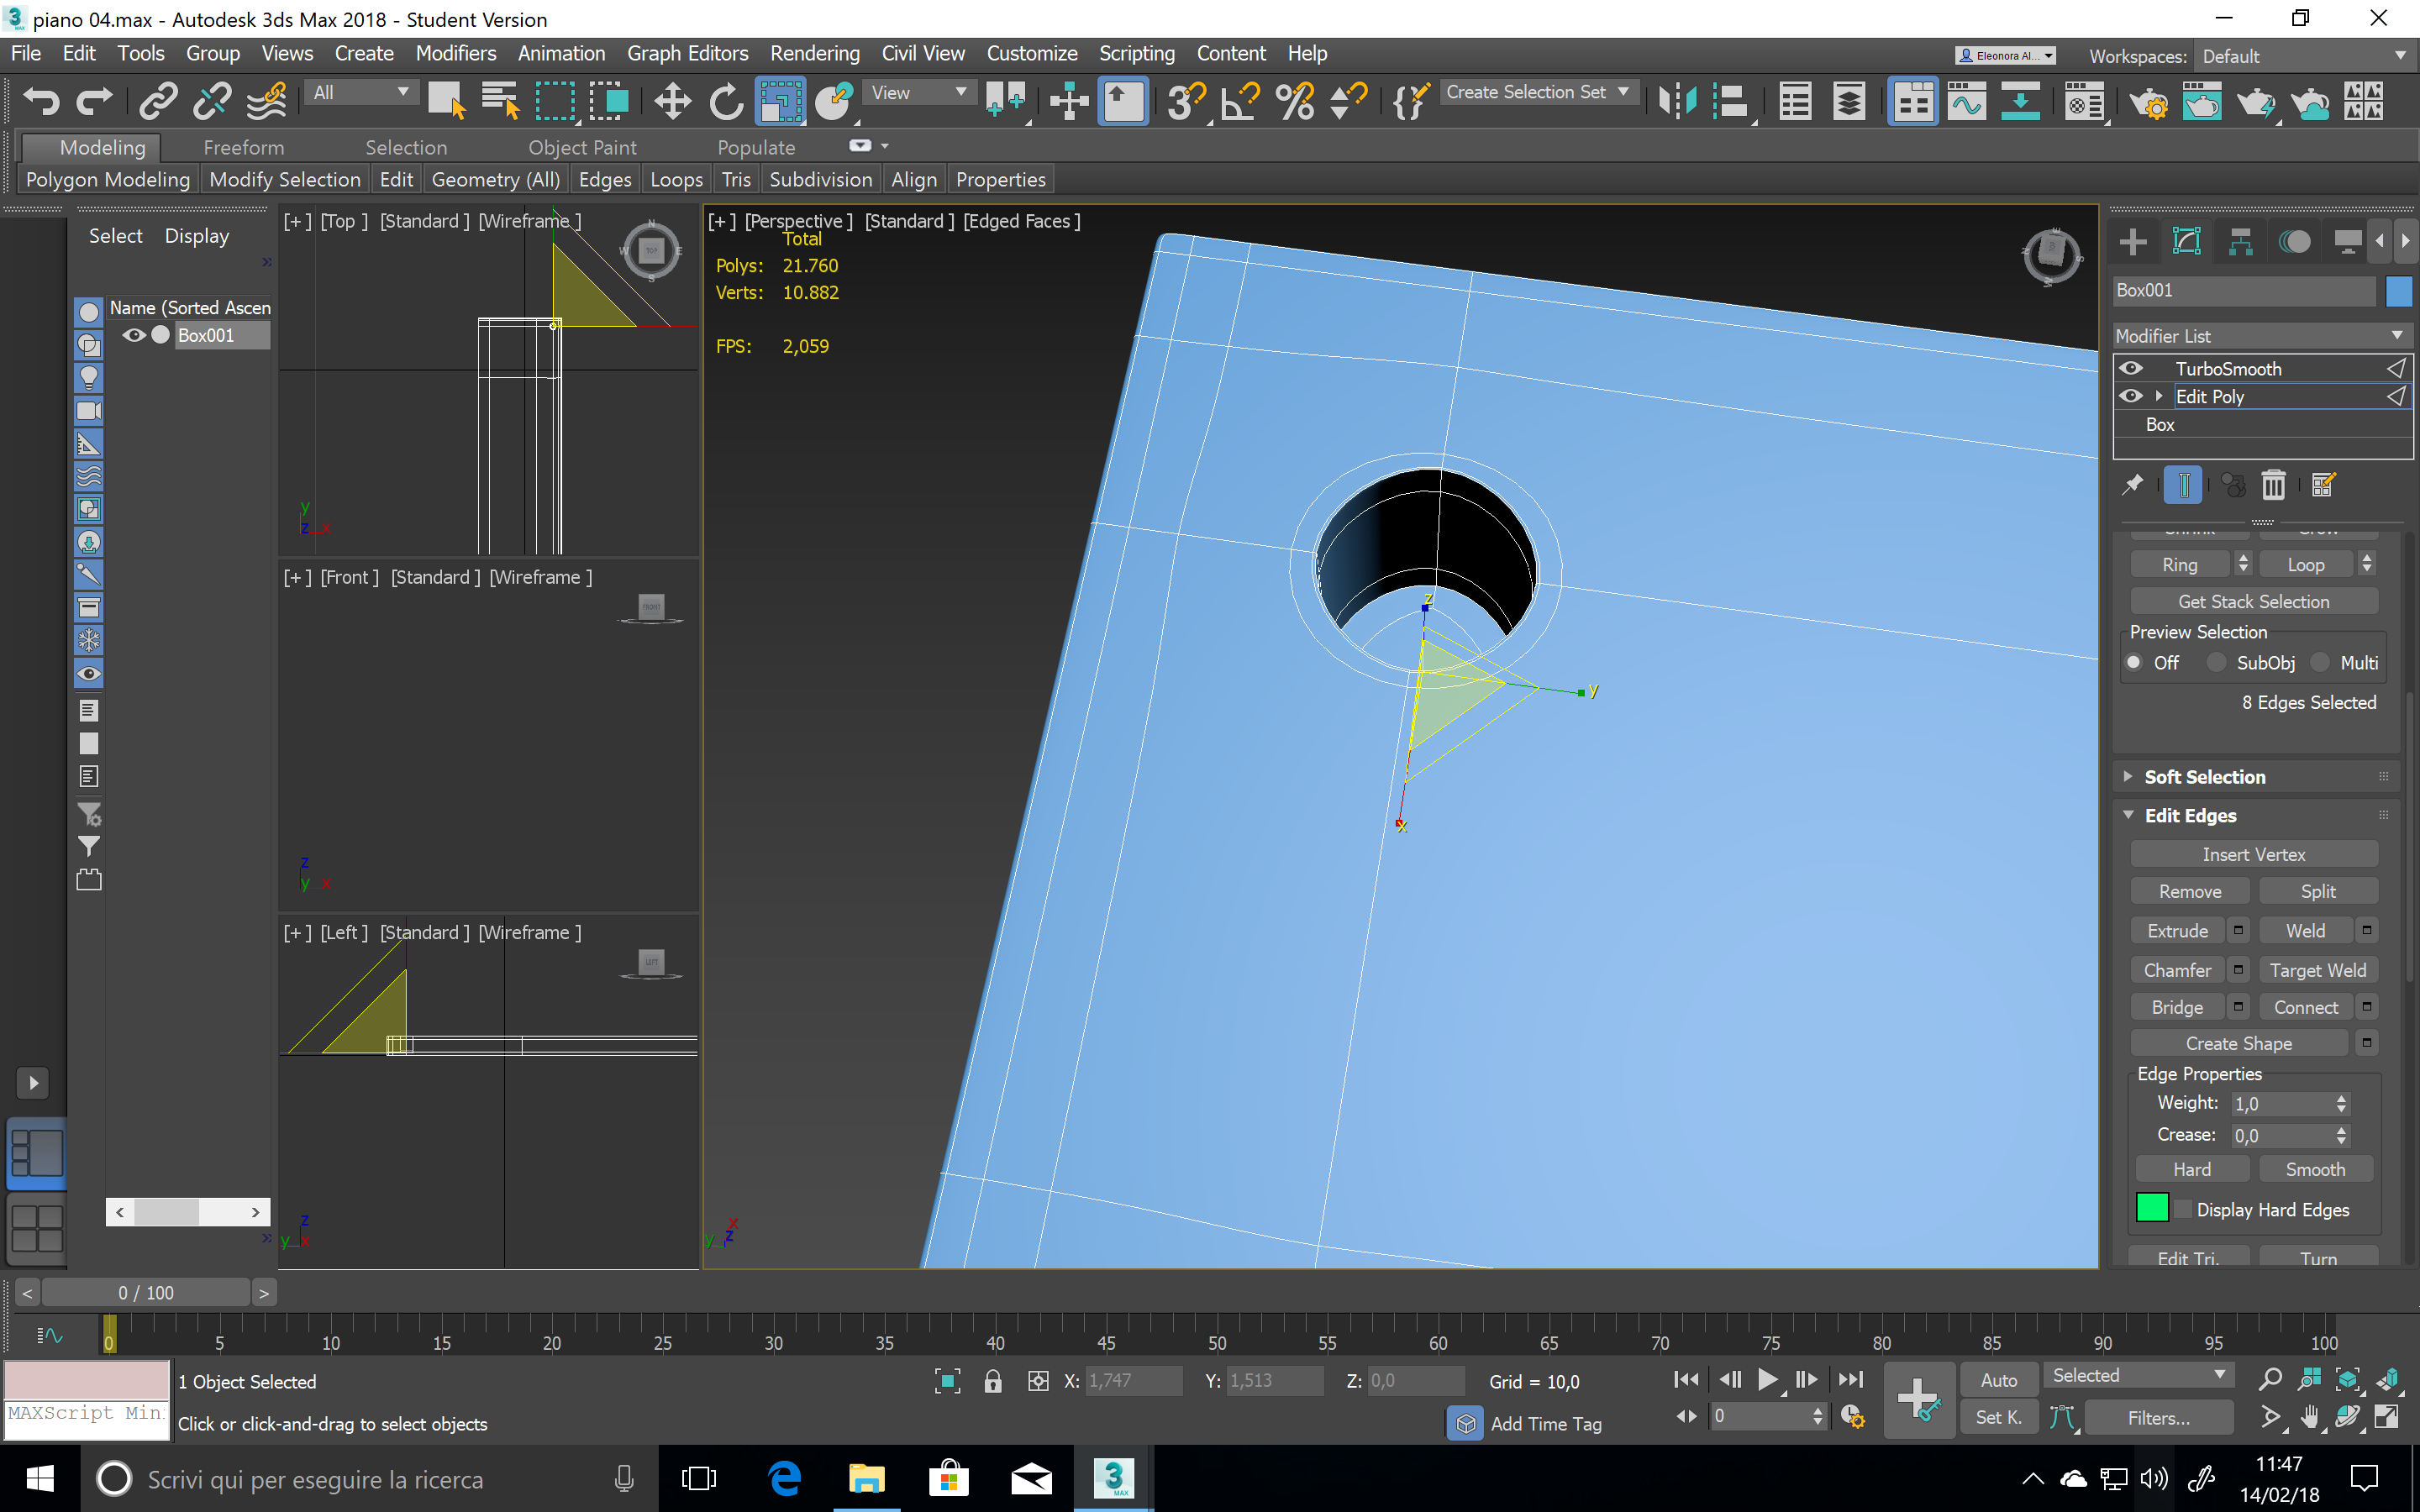 piano 04.max - Autodesk 3ds Max 2018 - Student Version
File Edit Tools Group Views Create Modifiers Animation Graph Editors Rendering Civil View Customize Scripting Content Help
Eleonora Al... Workspaces: Default
All View Create Selection Set
Modeling Freeform Selection Object Paint Populate
Polygon Modeling Modify Selection Edit Geometry (All) Edges Loops Tris Subdivision Align Properties
Select Display
Name (Sorted Ascen
Box001
[+] [Top] [Standard] [Wireframe]
N
W TOP E
S
y
z x
[+] [Front] [Standard] [Wireframe]
FRONT
z
y x
[+] [Left] [Standard] [Wireframe]
LEFT
z
y x
[+] [Perspective] [Standard] [Edged Faces]
Total
Polys: 21.760
Verts: 10.882
FPS: 2,059
z
y
x
x
y z
Box001
Modifier List
TurboSmooth
Edit Poly
Box
Shrink Grow
Ring Loop
Get Stack Selection
Preview Selection
Off SubObj Multi
8 Edges Selected
Soft Selection
Edit Edges
Insert Vertex
Remove Split
Extrude Weld
Chamfer Target Weld
Bridge Connect
Create Shape
Edge Properties
Weight: 1,0
Crease: 0,0
Hard Smooth
Display Hard Edges
Edit Tri. Turn
< 0 / 100 >
0 5 10 15 20 25 30 35 40 45 50 55 60 65 70 75 80 85 90 95 100
1 Object Selected
X: 1,747 Y: 1,513 Z: 0,0 Grid = 10,0
Auto Selected
MAXScript Min
Click or click-and-drag to select objects
Add Time Tag
0
Set K. Filters...
Scrivi qui per eseguire la ricerca
3
MAX
11:47
14/02/18